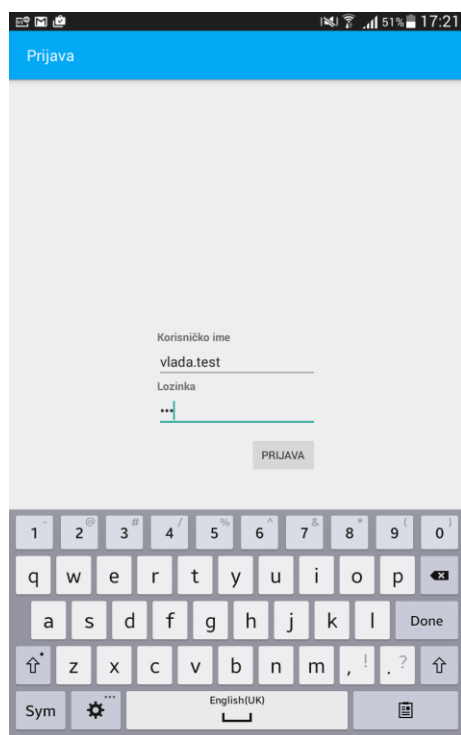 51% 17:21
Prijava
Korisničko ime
vlada.test
Lozinka
•••
PRIJAVA
1 - 2 @ 3 # 4 / 5 % 6 ^ 7 & 8 * 9 ( 0 )
q w e r t y u i o p
a s d f g h j k l Done
z x c v b n m , ! . ?
Sym ... English(UK)